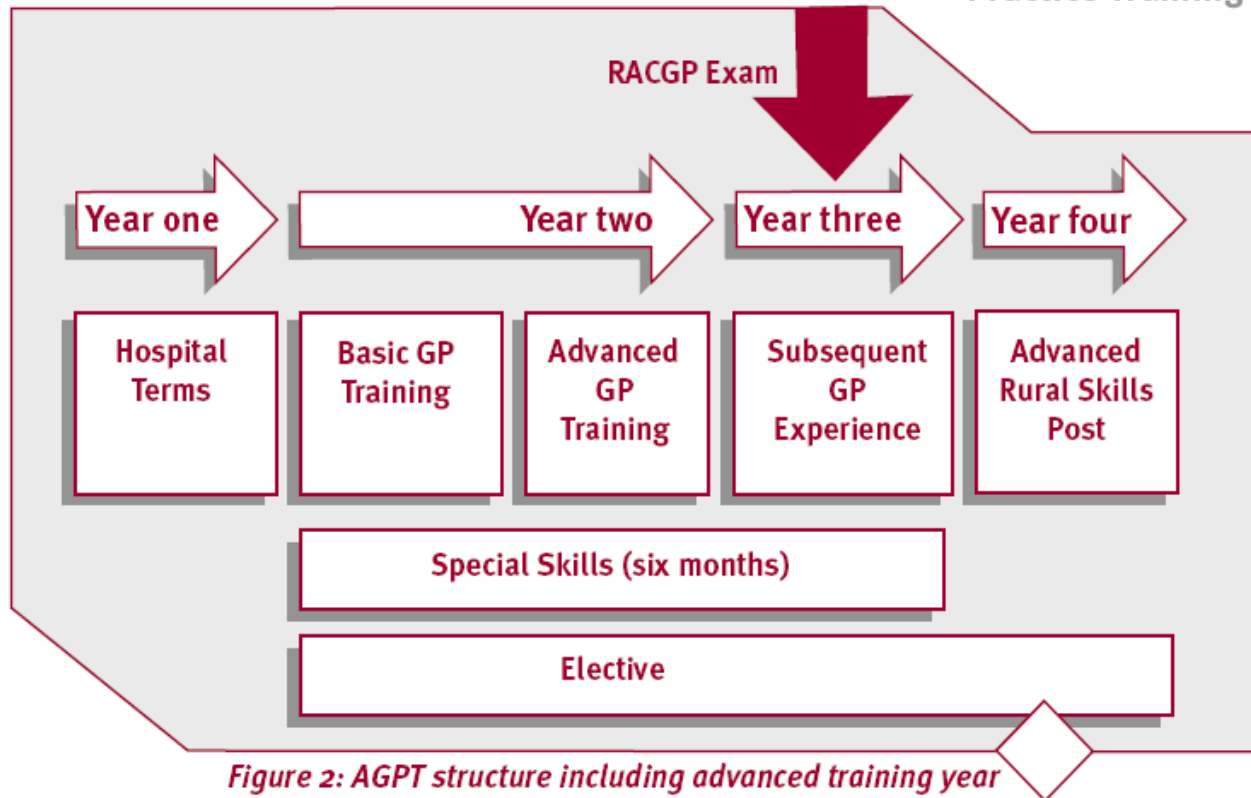 Practice Training
RACGP Exam
Year one
Year two
Year three
Year four
Hospital
Terms
Basic GP
Training
Advanced
GP
Training
Subsequent
GP
Experience
Advanced
Rural Skills
Post
Special Skills (six months)
Elective
Figure 2: AGPT structure including advanced training year